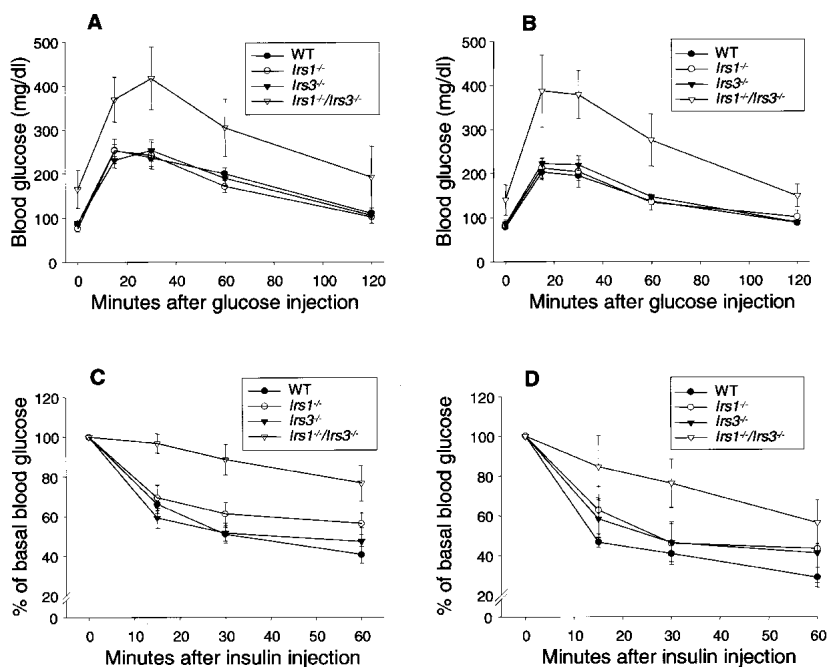 A
Blood glucose (mg/dl)
500
400
300
200
100
0
WT
Irs1-/-
Irs3-/-
Irs1-/-/Irs3-/-
0 20 40 60 80 100 120
Minutes after glucose injection
B
Blood glucose (mg/dl)
500
400
300
200
100
0
WT
Irs1-/-
Irs3-/-
Irs1-/-/Irs3-/-
0 20 40 60 80 100 120
Minutes after glucose injection
C
% of basal blood glucose
120
100
80
60
40
20
0
WT
Irs1-/-
Irs3-/-
Irs1-/-/Irs3-/-
0 10 20 30 40 50 60
Minutes after insulin injection
D
% of basal blood glucose
120
100
80
60
40
20
0
WT
Irs1-/-
Irs3-/-
Irs1-/-/Irs3-/-
0 10 20 30 40 50 60
Minutes after insulin injection